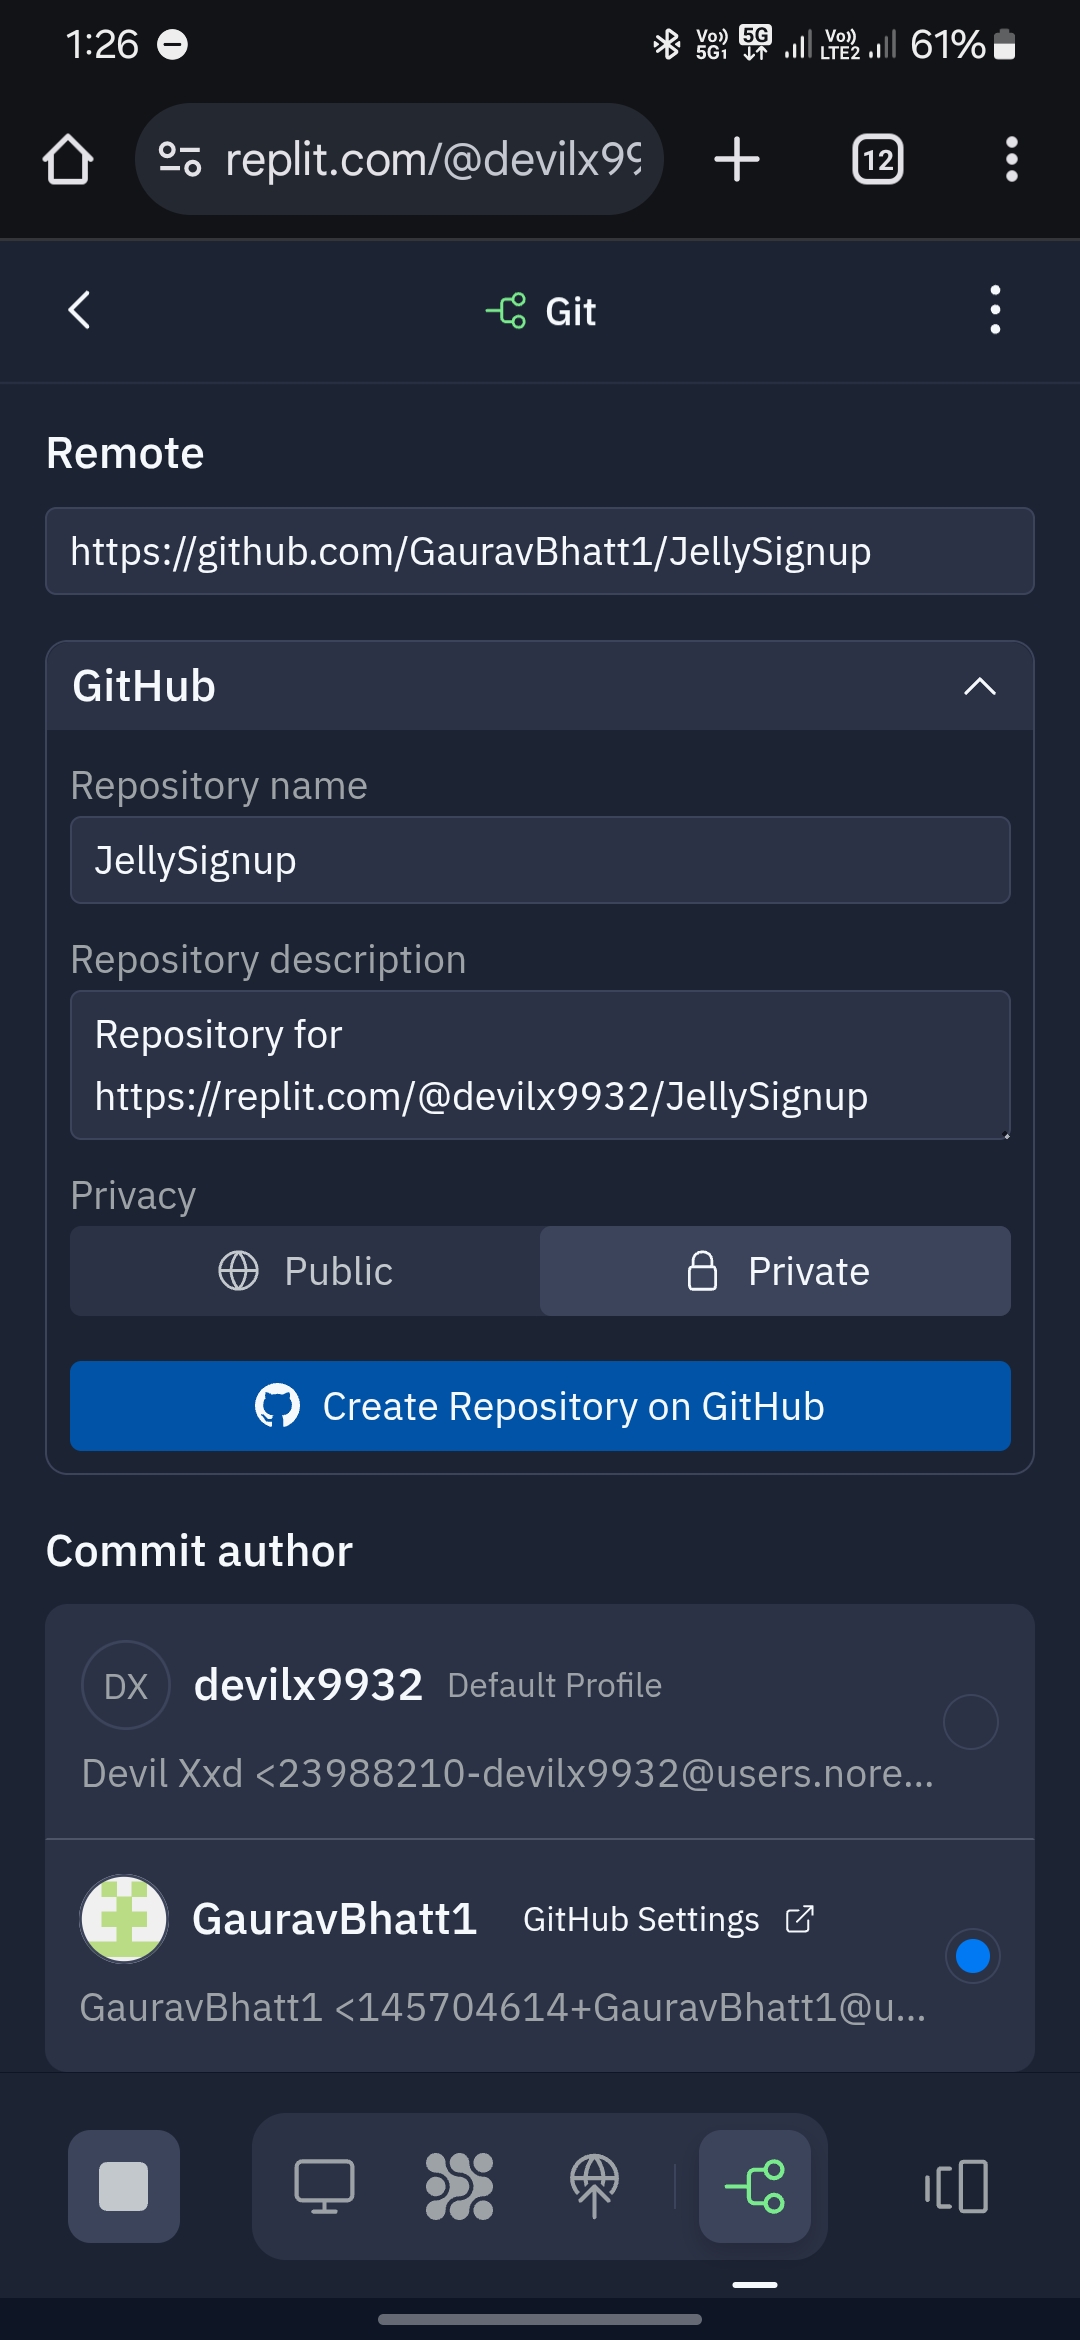 1:26
Vo)) 5G1
5G
Vo)) LTE2
61%
replit.com/@devilx99
12
Git
Remote
https://github.com/GauravBhatt1/JellySignup
GitHub
Repository name
JellySignup
Repository description
Repository for
https://replit.com/@devilx9932/JellySignup
Privacy
Public
Private
Create Repository on GitHub
Commit author
DX
devilx9932 Default Profile
Devil Xxd <23988210-devilx9932@users.nore...
GauravBhatt1 GitHub Settings
GauravBhatt1 <145704614+GauravBhatt1@u...